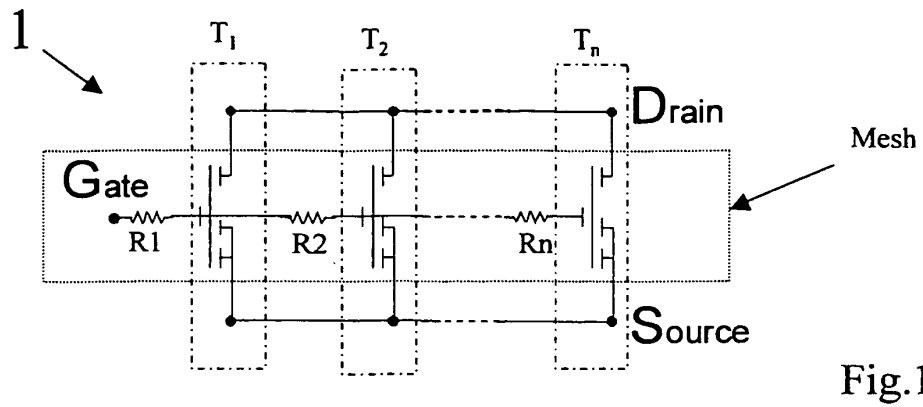 1
T1 T2 Tn
Drain
Mesh
Gate
R1 R2 Rn
Source
Fig.1